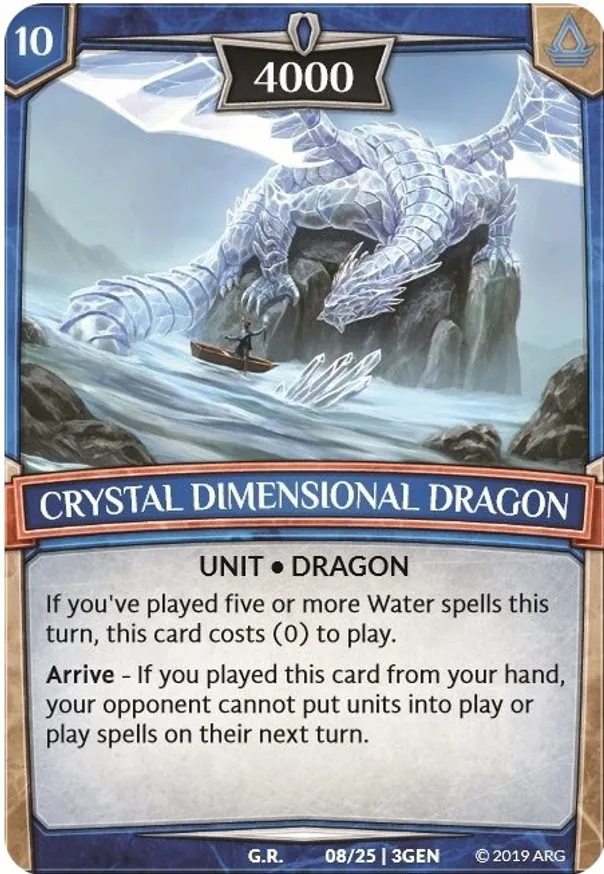 10
4000
CRYSTAL DIMENSIONAL DRAGON
UNIT • DRAGON
If you've played five or more Water spells this
turn, this card costs (0) to play.
Arrive - If you played this card from your hand,
your opponent cannot put units into play or
play spells on their next turn.
G.R. 08/25 | 3GEN © 2019 ARG